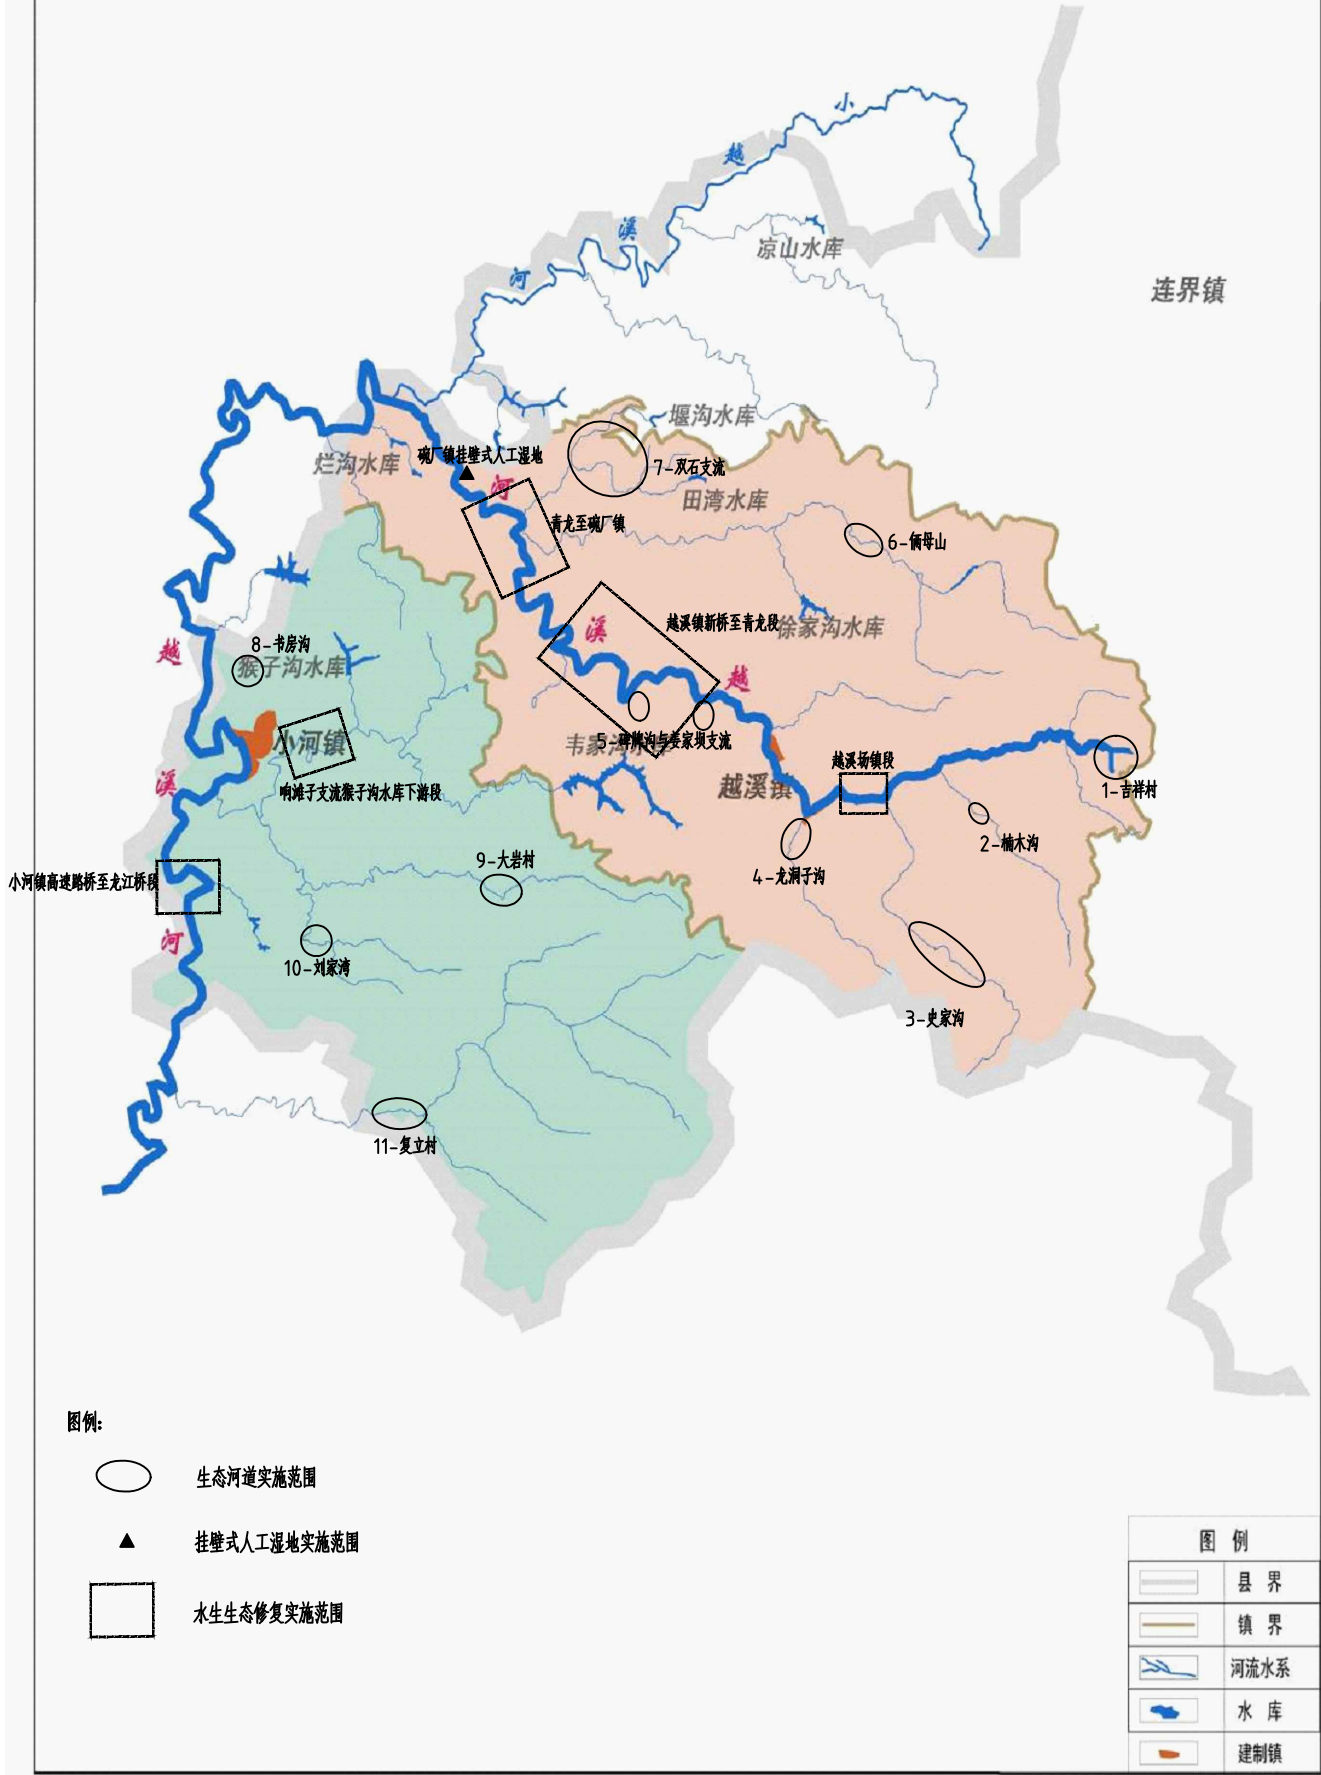 小
越
溪
河
凉山水库
连界镇
堰沟水库
烂沟水库
碗厂镇挂壁式人工湿地
河
7-双石支流
田湾水库
青龙至碗厂镇
6-俩母山
溪
越溪镇新桥至青龙段
徐家沟水库
8-书房沟
越
猴子沟水库
越
小河镇
5-碑牌沟与姜家坝支流
韦家沟水库
越溪场镇段
溪
响滩子支流猴子沟水库下游段
越溪镇
1-吉祥村
2-楠木沟
9-大岩村
4-龙洞子沟
小河镇高速路桥至龙江桥段
河
10-刘家湾
3-史家沟
11-复立村
图例:
生态河道实施范围
挂壁式人工湿地实施范围
水生生态修复实施范围
图 例
县 界
镇 界
河流水系
水 库
建制镇